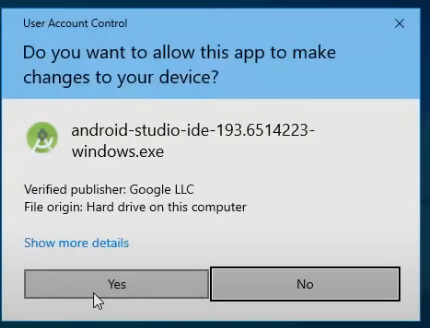 User Account Control
Do you want to allow this app to make
changes to your device?
android-studio-ide-193.6514223-
windows.exe
Verified publisher: Google LLC
File origin: Hard drive on this computer
Show more details
Yes
No